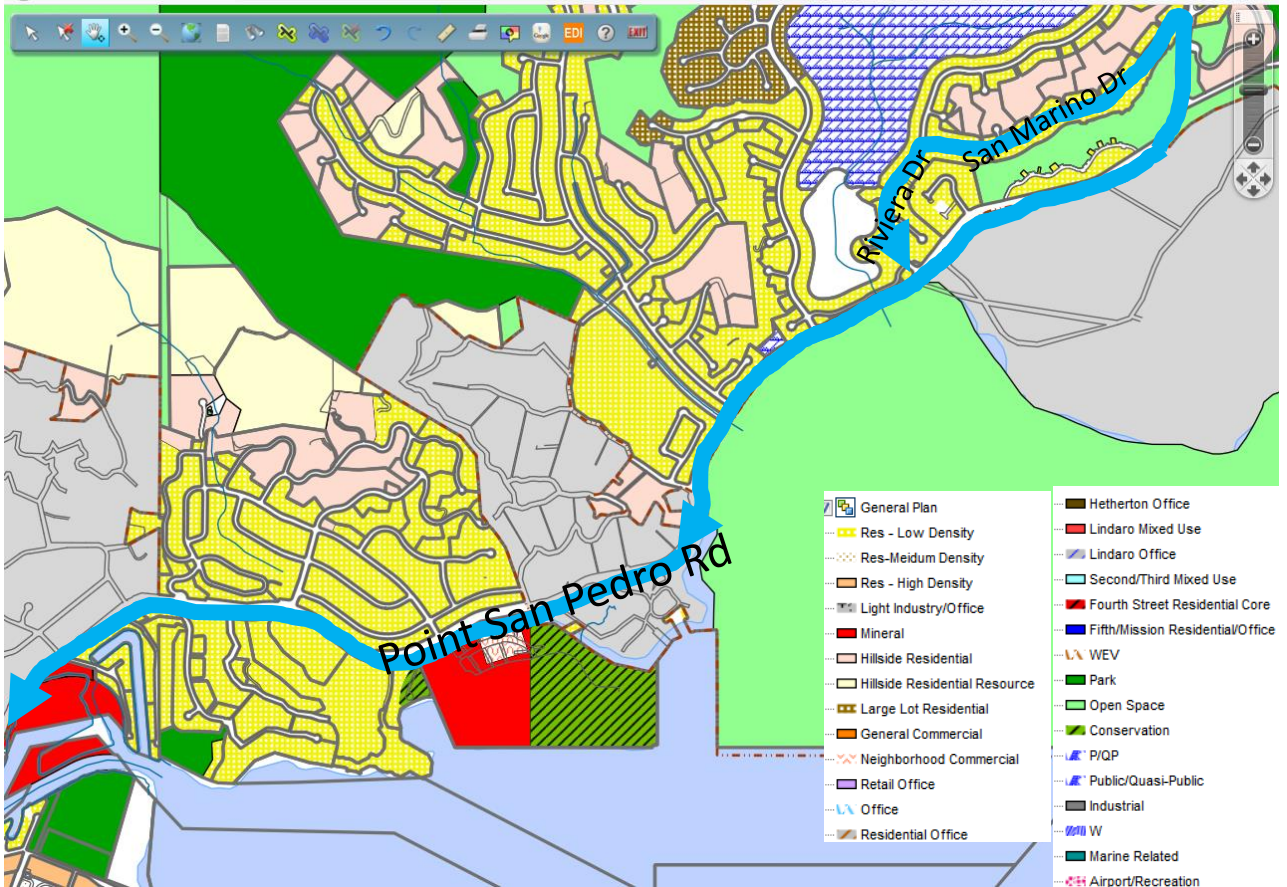 EDI
EXIT
San Marino Dr
Riviera Dr
Point San Pedro Rd
General Plan
Res - Low Density
Res-Meidum Density
Res - High Density
Light Industry/Office
Mineral
Hillside Residential
Hillside Residential Resource
Large Lot Residential
General Commercial
Neighborhood Commercial
Retail Office
Office
Residential Office
Hetherton Office
Lindaro Mixed Use
Lindaro Office
Second/Third Mixed Use
Fourth Street Residential Core
Fifth/Mission Residential/Office
WEV
Park
Open Space
Conservation
P/QP
Public/Quasi-Public
Industrial
W
Marine Related
Airport/Recreation